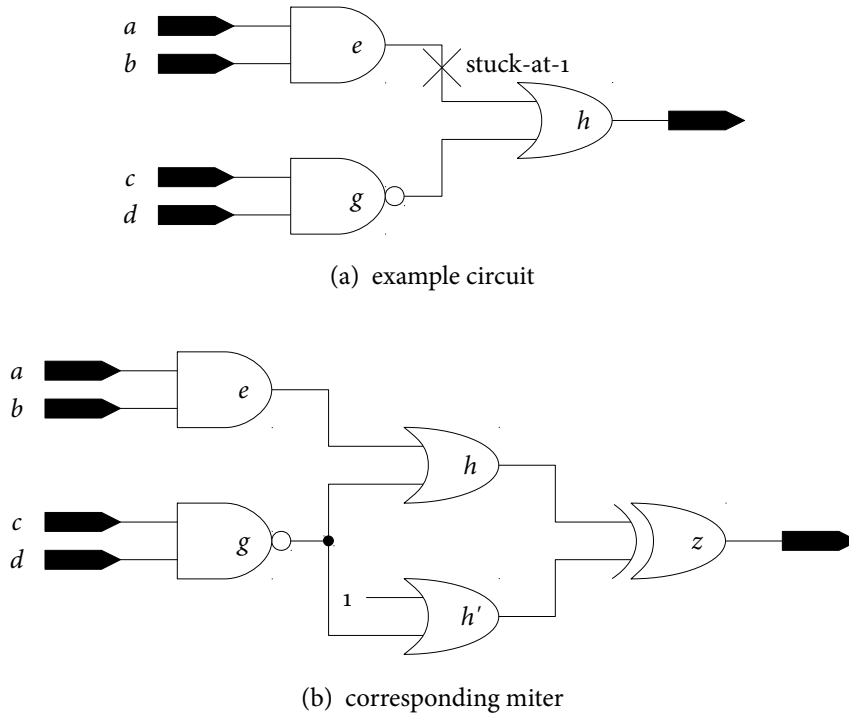 a
e
b
stuck-at-1
h
c
g
d
(a) example circuit
a
e
b
h
c
g
z
d
1
h′
(b) corresponding miter